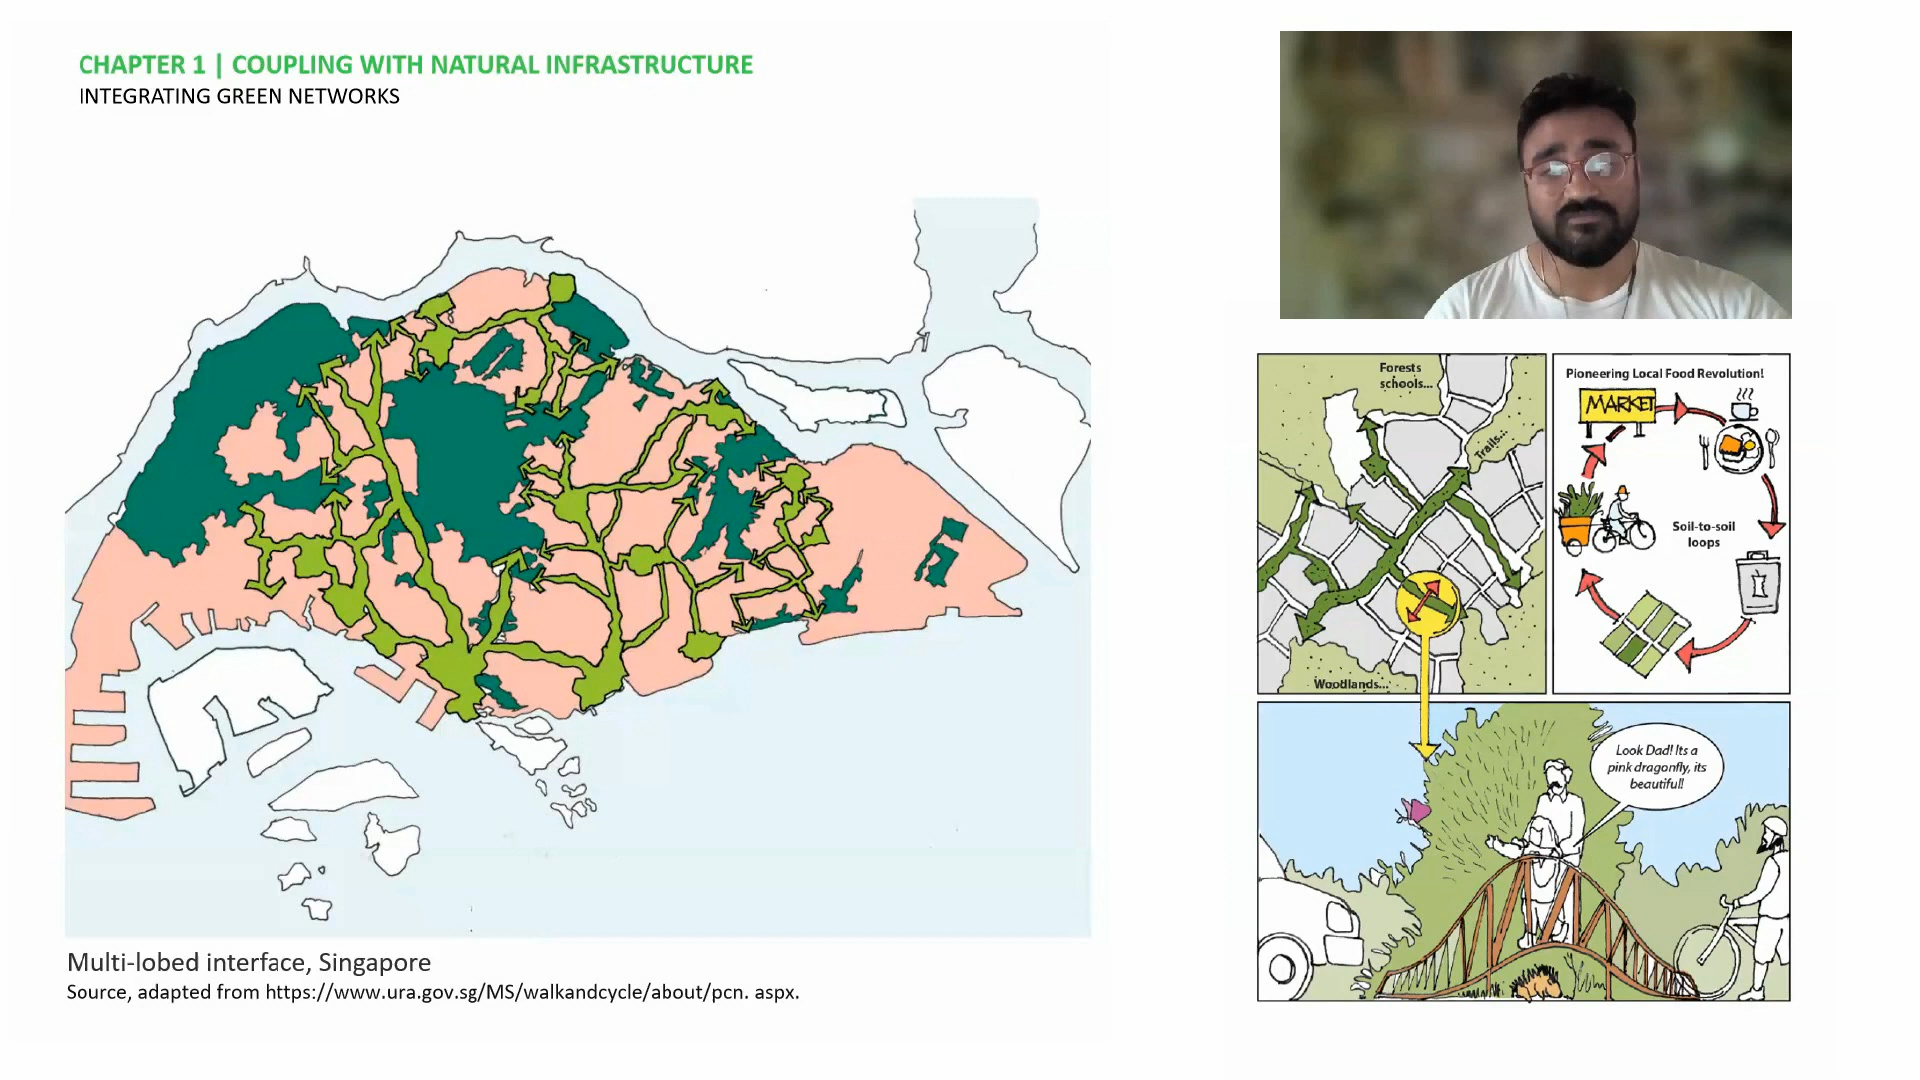 CHAPTER 1 | COUPLING WITH NATURAL INFRASTRUCTURE
INTEGRATING GREEN NETWORKS
Forests
schools...
Trails...
Woodlands...
Pioneering Local Food Revolution!
MARKET
Soil-to-soil
loops
Look Dad! Its a
pink dragonfly, its
beautiful!
Multi-lobed interface, Singapore
Source, adapted from https://www.ura.gov.sg/MS/walkandcycle/about/pcn. aspx.